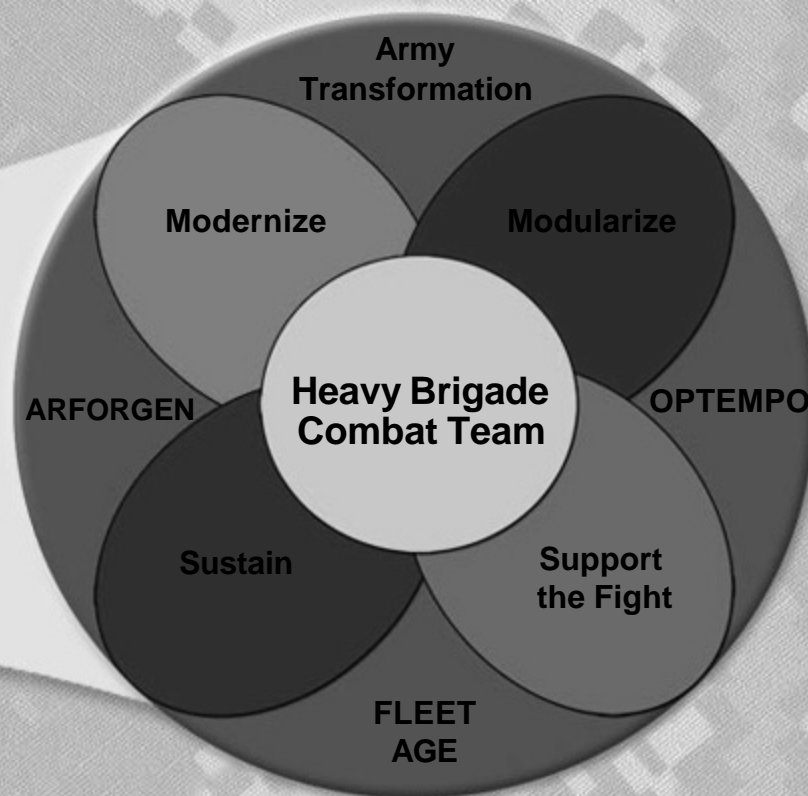 Army
Transformation
Modernize
Modularize
Heavy Brigade
Combat Team
ARFORGEN
OPTEMPO
Sustain
Support
the Fight
FLEET
AGE